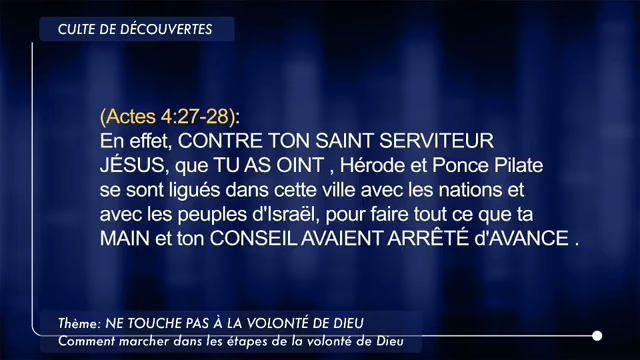 CULTE DE DÉCOUVERTES
(Actes 4:27-28):
En effet, CONTRE TON SAINT SERVITEUR
JÉSUS, que TU AS OINT , Hérode et Ponce Pilate
se sont ligués dans cette ville avec les nations et
avec les peuples d'Israël, pour faire tout ce que ta
MAIN et ton CONSEIL AVAIENT ARRÊTÉ d'AVANCE .
Thème: NE TOUCHE PAS À LA VOLONTÉ DE DIEU
Comment marcher dans les étapes de la volonté de Dieu